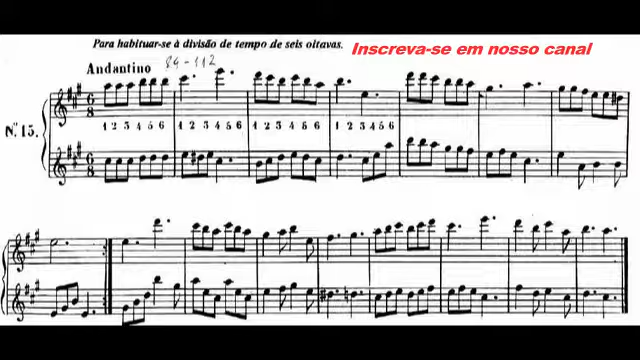 Para habituar-se à divisão de tempo de seis oitavas.
Inscreva-se em nosso canal
Andantino 84-112
Nº 15.
1 2 3 4 5 6 1 2 3 4 5 6 1 2 3 4 5 6 1 2 3 4 5 6